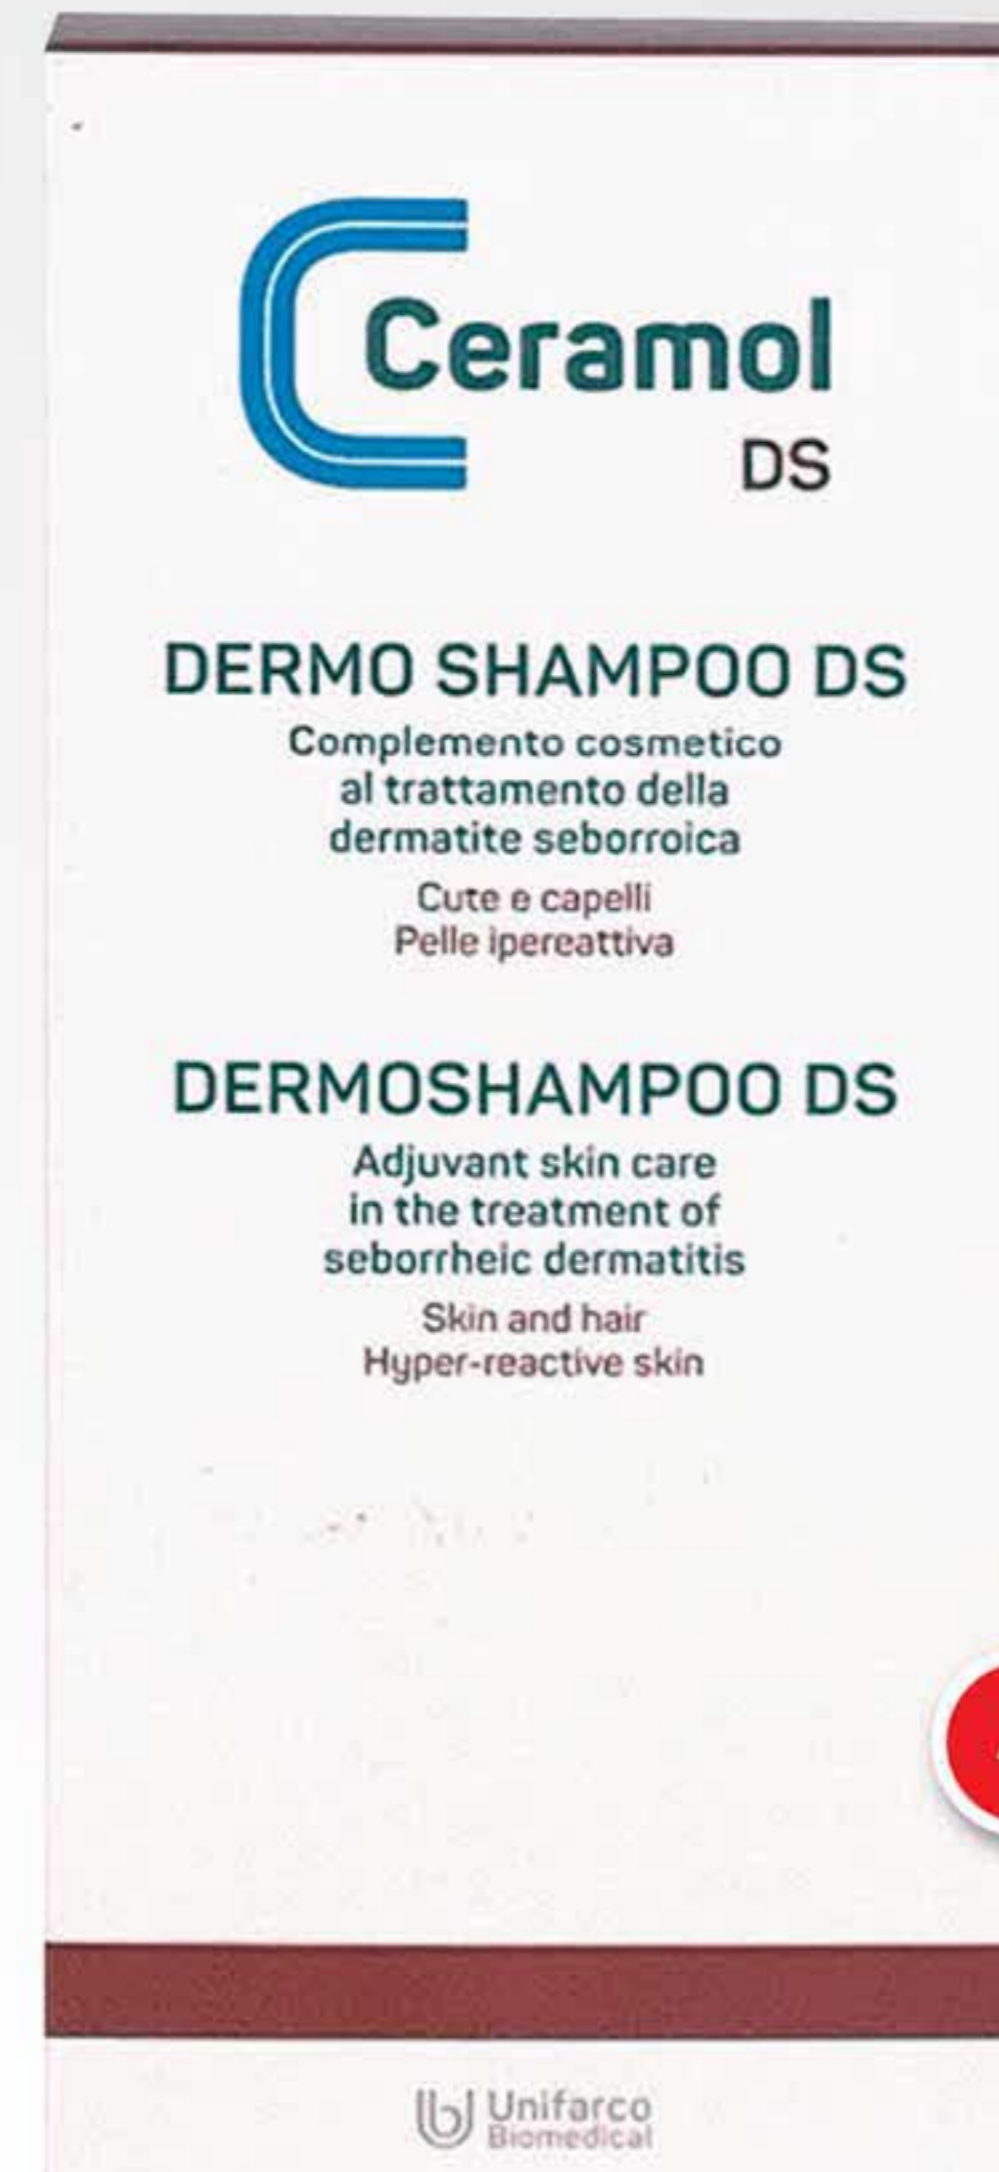 Ceramol
DS
DERMO SHAMPOO DS
Complemento cosmetico
al trattamento della
dermatite seborroica
Cute e capelli
Pelle ipereattiva
DERMOSHAMPOO DS
Adjuvant skin care
in the treatment of
seborrheic dermatitis
Skin and hair
Hyper-reactive skin
Unifarco
Biomedical